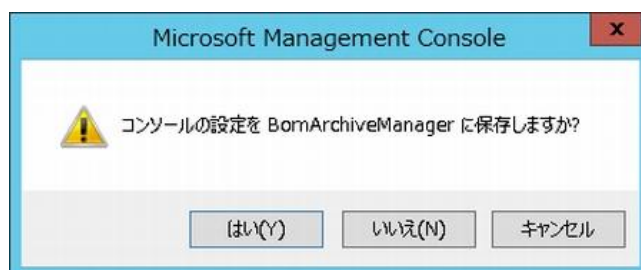 Microsoft Management Console
コンソールの設定を BomArchiveManager に保存しますか?
はい(Y)
いいえ(N)
キャンセル